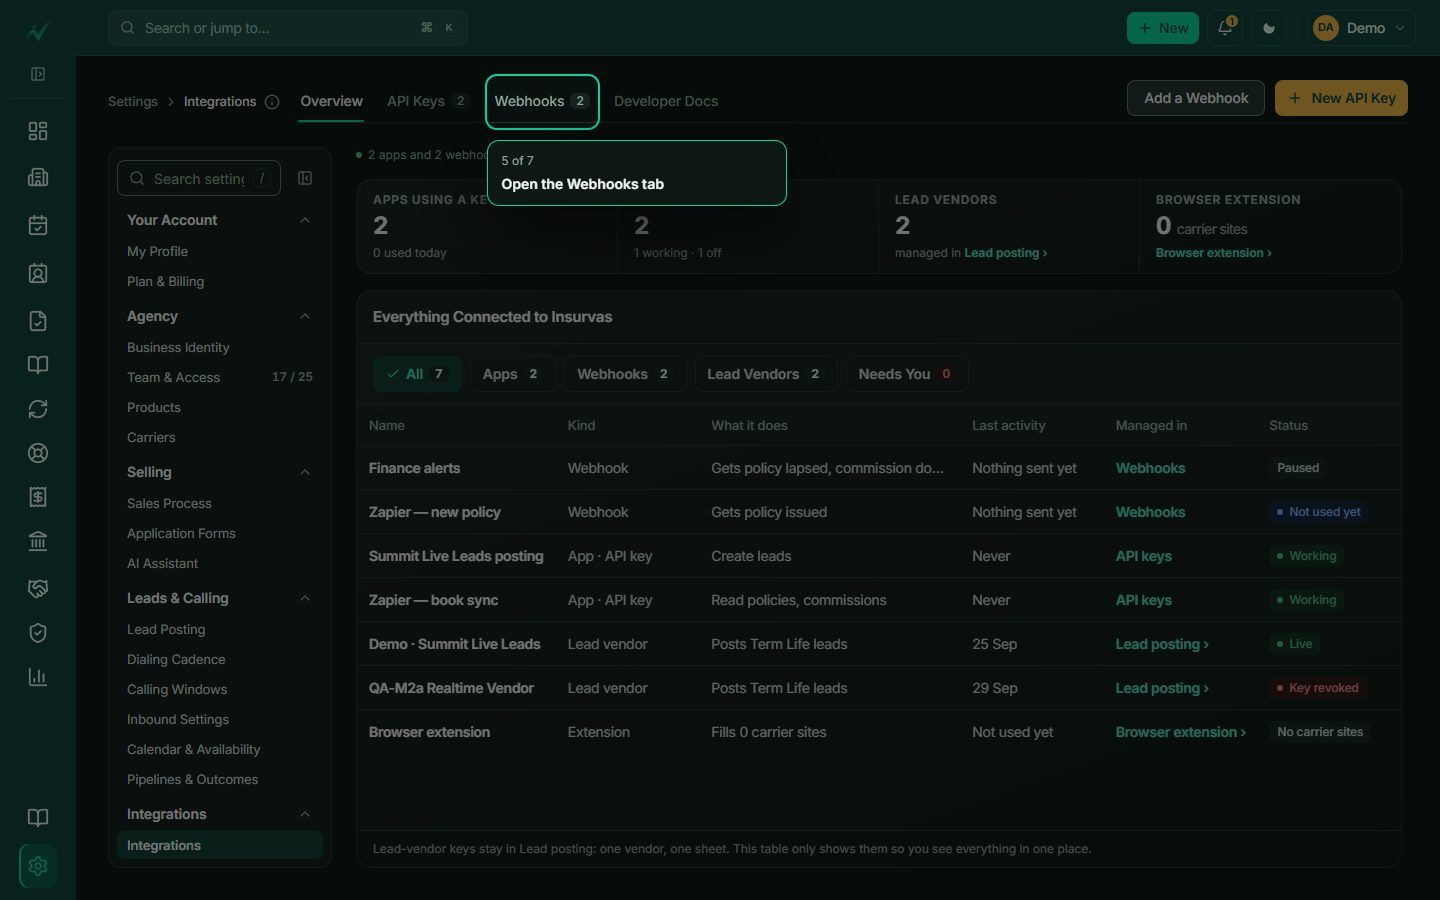 Search or jump to...
⌘ K
New
1
DA
Demo
Settings
Integrations
Overview
API Keys 2
Webhooks 2
Developer Docs
Add a Webhook
New API Key
5 of 7
Open the Webhooks tab
/
Your Account
My Profile
Plan & Billing
Agency
Business Identity
Team & Access 17 / 25
Products
Carriers
Selling
Sales Process
Application Forms
AI Assistant
Leads & Calling
Lead Posting
Dialing Cadence
Calling Windows
Inbound Settings
Calendar & Availability
Pipelines & Outcomes
Integrations
Integrations
2 apps and 2
APPS USING A
2
0 used today
2
1 working · 1 off
LEAD VENDORS
2
managed in Lead posting ›
BROWSER EXTENSION
0 carrier sites
Browser extension ›
Everything Connected to Insurvas
All 7
Apps 2
Webhooks 2
Lead Vendors 2
Needs You 0
Name Kind What it does Last activity Managed in Status
Finance alerts Webhook Gets policy lapsed, commission do... Nothing sent yet Webhooks Paused
Zapier — new policy Webhook Gets policy issued Nothing sent yet Webhooks Not used yet
Summit Live Leads posting App · API key Create leads Never API keys Working
Zapier — book sync App · API key Read policies, commissions Never API keys Working
Demo · Summit Live Leads Lead vendor Posts Term Life leads 25 Sep Lead posting › Live
QA-M2a Realtime Vendor Lead vendor Posts Term Life leads 29 Sep Lead posting › Key revoked
Browser extension Extension Fills 0 carrier sites Not used yet Browser extension › No carrier sites
Lead-vendor keys stay in Lead posting: one vendor, one sheet. This table only shows them so you see everything in one place.